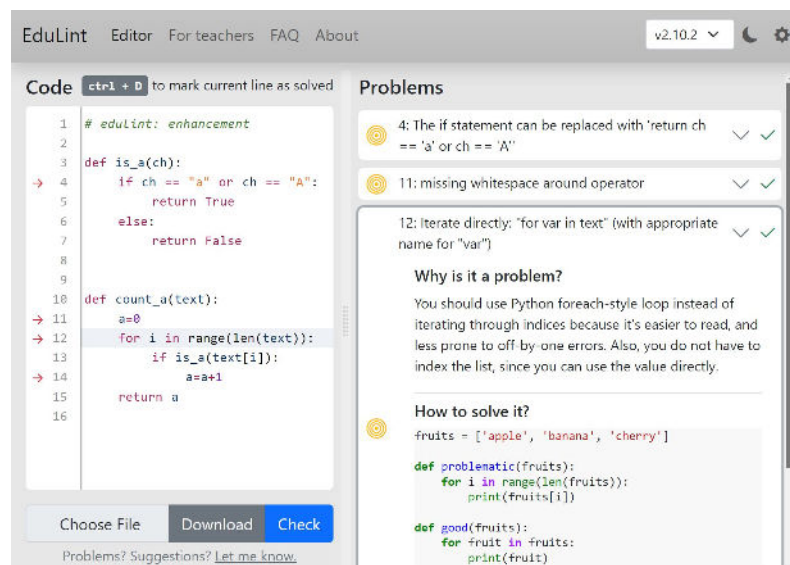 EduLint Editor For teachers FAQ About v2.10.2
Code ctrl + D to mark current line as solved
1 # edulint: enhancement
2
3 def is_a(ch):
4 if ch == "a" or ch == "A":
5 return True
6 else:
7 return False
8
9
10 def count_a(text):
11 a=0
12 for i in range(len(text)):
13 if is_a(text[i]):
14 a=a+1
15 return a
16
Choose File Download Check
Problems? Suggestions? Let me know.
Problems
4: The if statement can be replaced with 'return ch
== 'a' or ch == 'A''
11: missing whitespace around operator
12: Iterate directly: "for var in text" (with appropriate
name for "var")
Why is it a problem?
You should use Python foreach-style loop instead of
iterating through indices because it's easier to read, and
less prone to off-by-one errors. Also, you do not have to
index the list, since you can use the value directly.
How to solve it?
fruits = ['apple', 'banana', 'cherry']
def problematic(fruits):
for i in range(len(fruits)):
print(fruits[i])
def good(fruits):
for fruit in fruits:
print(fruit)